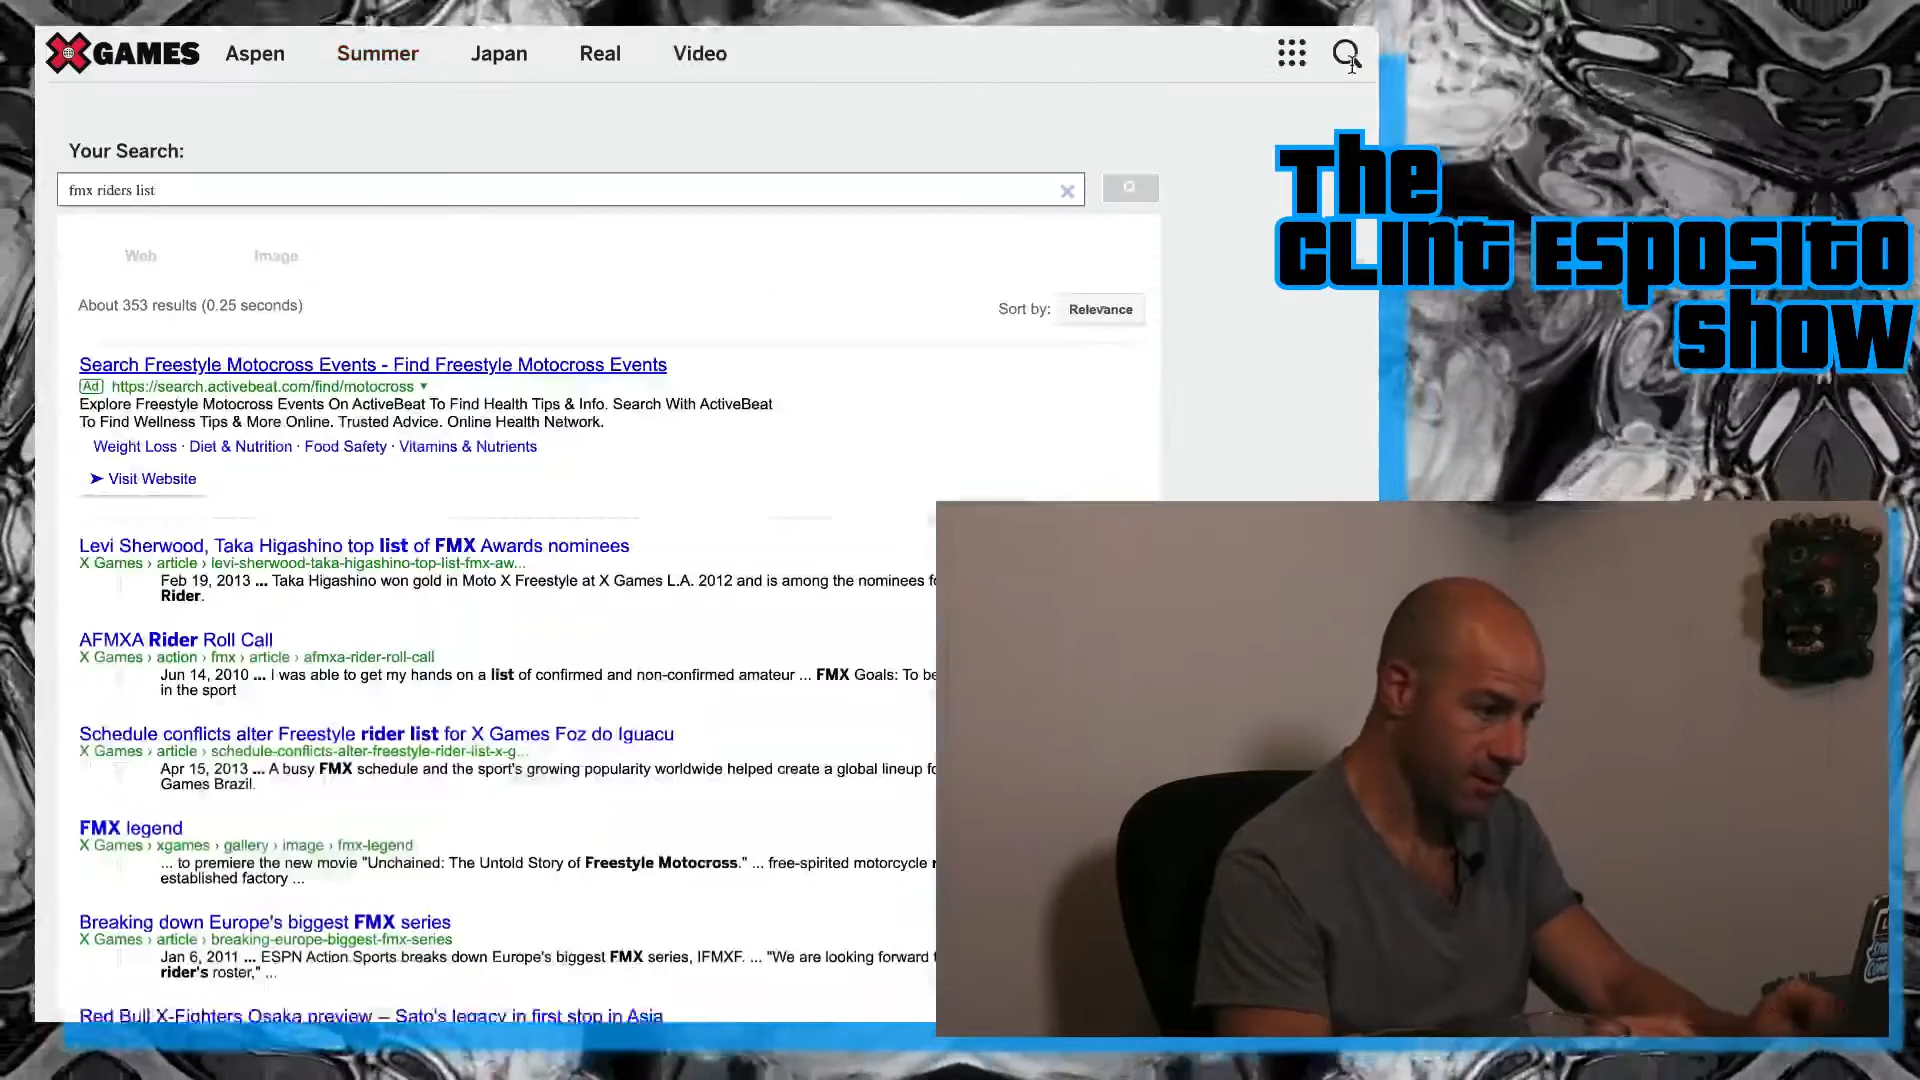 X GAMES Aspen Summer Japan Real Video
Your Search:
fmx riders list
Web Image
About 353 results (0.25 seconds)
Sort by: Relevance
Search Freestyle Motocross Events - Find Freestyle Motocross Events
Ad https://search.activebeat.com/find/motocross
Explore Freestyle Motocross Events On ActiveBeat To Find Health Tips & Info. Search With ActiveBeat
To Find Wellness Tips & More Online. Trusted Advice. Online Health Network.
Weight Loss · Diet & Nutrition · Food Safety · Vitamins & Nutrients
Visit Website
Levi Sherwood, Taka Higashino top list of FMX Awards nominees
X Games › article › levi-sherwood-taka-higashino-top-list-fmx-aw...
Feb 19, 2013 ... Taka Higashino won gold in Moto X Freestyle at X Games L.A. 2012 and is among the nominees
Rider.
AFMXA Rider Roll Call
X Games › action › fmx › article › afmxa-rider-roll-call
Jun 14, 2010 ... I was able to get my hands on a list of confirmed and non-confirmed amateur ... FMX Goals: To
in the sport
Schedule conflicts alter Freestyle rider list for X Games Foz do Iguacu
X Games › article › schedule-conflicts-alter-freestyle-rider-list-x-g...
Apr 15, 2013 ... A busy FMX schedule and the sport's growing popularity worldwide helped create a global lineup
Games Brazil.
FMX legend
X Games › xgames › gallery › image › fmx-legend
... to premiere the new movie "Unchained: The Untold Story of Freestyle Motocross." ... free-spirited motorcycle
established factory ...
Breaking down Europe's biggest FMX series
X Games › article › breaking-europe-biggest-fmx-series
Jan 6, 2011 ... ESPN Action Sports breaks down Europe's biggest FMX series, IFMXF. ... "We are looking forward
rider's roster," ...
Red Bull X-Fighters Osaka preview – Sato's legacy in first stop in Asia
The
CLint Esposito
show